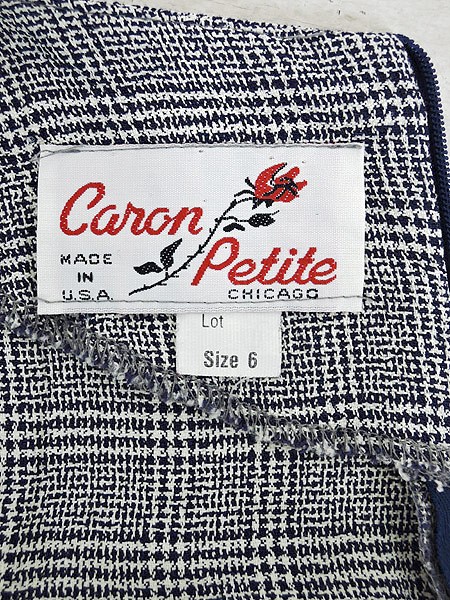 Caron
Petite
MADE
IN
U.S.A.
CHICAGO
Lot
Size 6